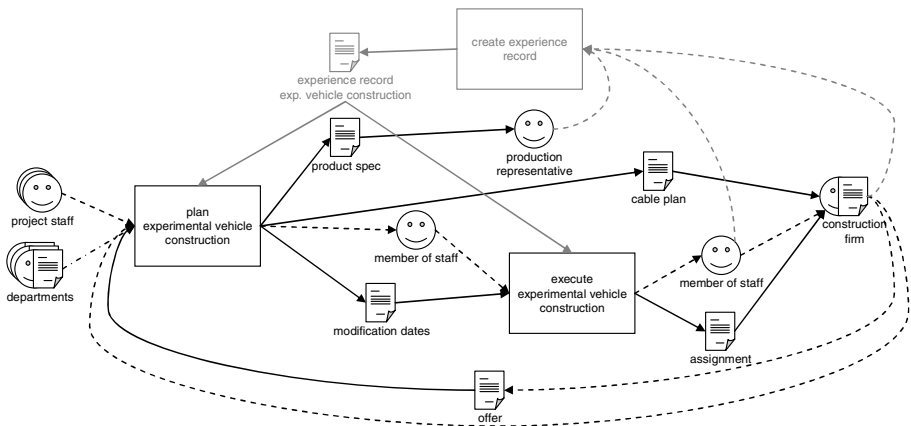 create experience
record
experience record
exp. vehicle construction
product spec
production
representative
cable plan
project staff
plan
experimental vehicle
construction
construction
firm
member of staff
departments
execute
experimental vehicle
construction
member of staff
modification dates
assignment
offer